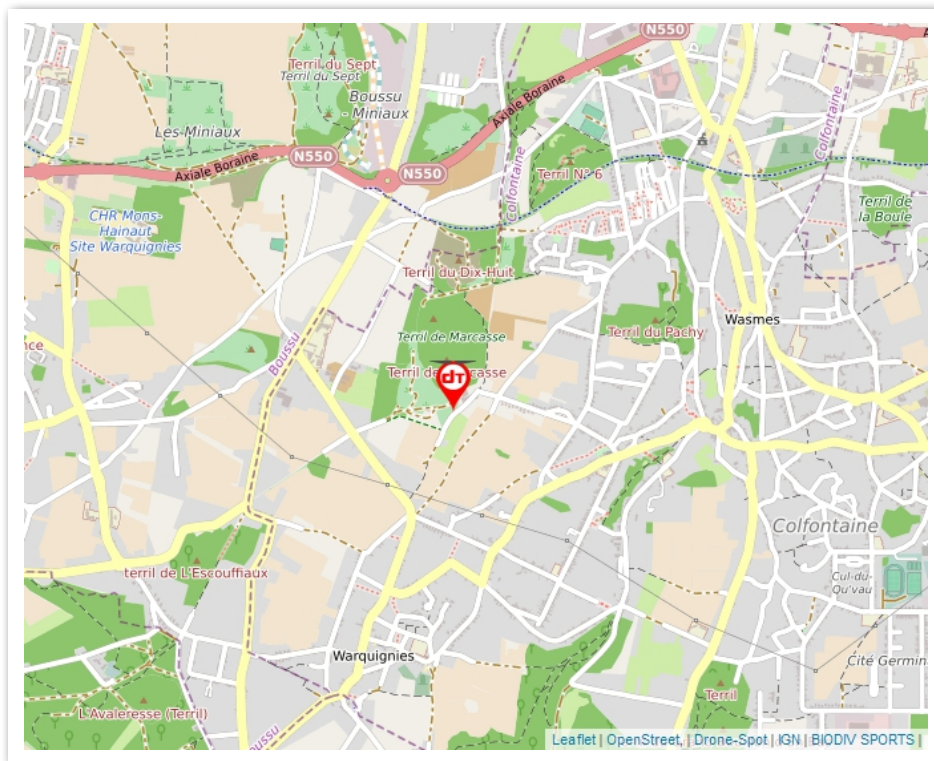 N550
Terril du Sept
Terril du Sept
Boussu
- Miniaux
Les Miniaux
Axiale Boraine
Axiale Boraine
N550
N550
Colfontaine
Colfontaine
Terril N° 6
Terril de
la Boule
CHR Mons-
Hainaut
Site Warquignies
Terril du Dix-Huit
Terril de Marcasse
Terril du Pachy
Wasmes
Boussu
dT
Colfontaine
Cul-du-
Qu'vau
terril de L'Escouffiaux
Warquignies
Cité Germin
Terril
L'Avaleresse (Terril)
Boussu
Leaflet | OpenStreet, | Drone-Spot | IGN | BIODIV SPORTS |